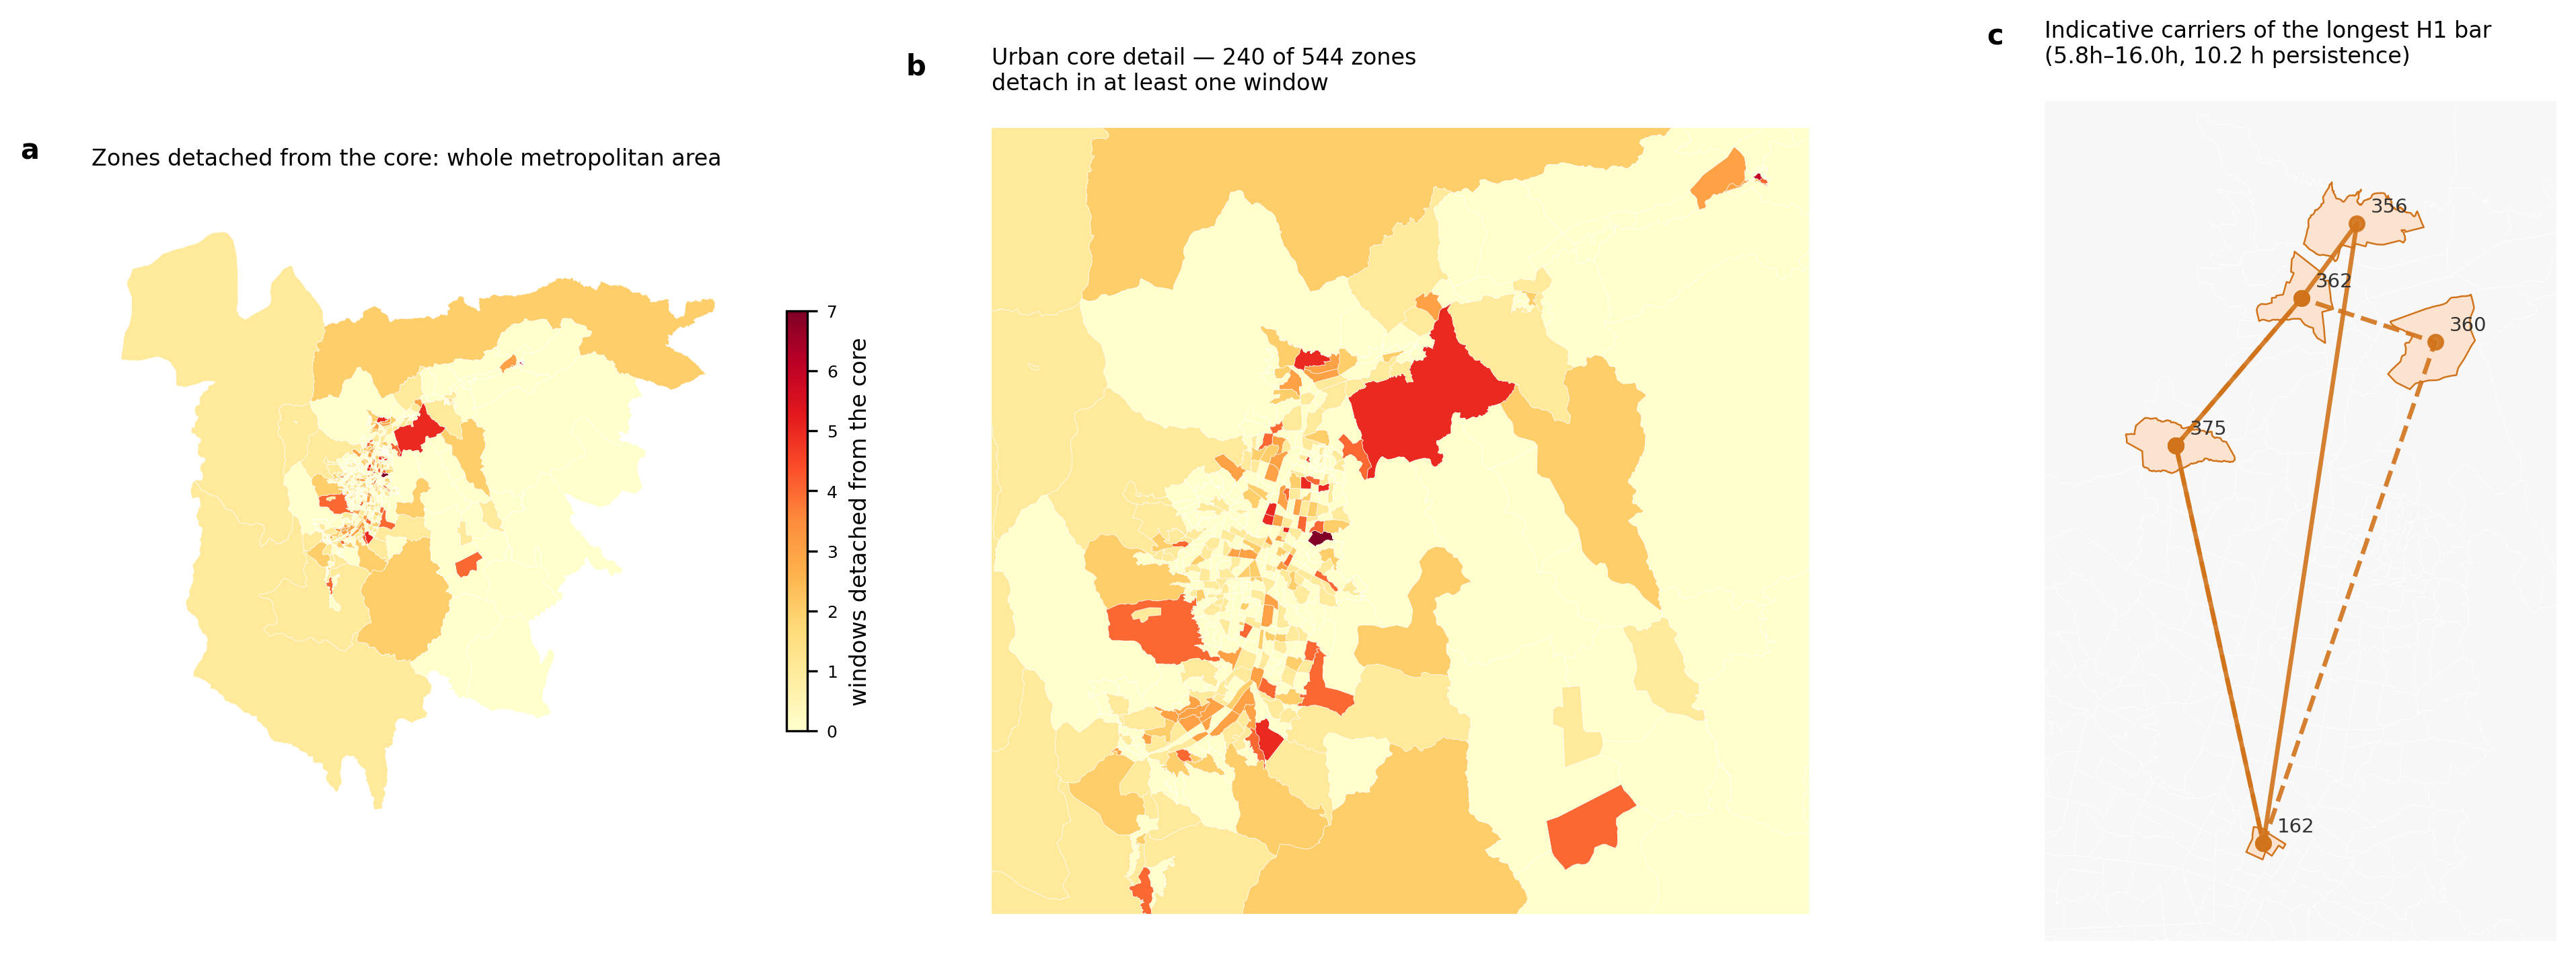 a
Zones detached from the core: whole metropolitan area
7
6
5
4
3
2
1
0
windows detached from the core
b
Urban core detail — 240 of 544 zones
detach in at least one window
c
Indicative carriers of the longest H1 bar
(5.8h–16.0h, 10.2 h persistence)
356
362
360
375
162